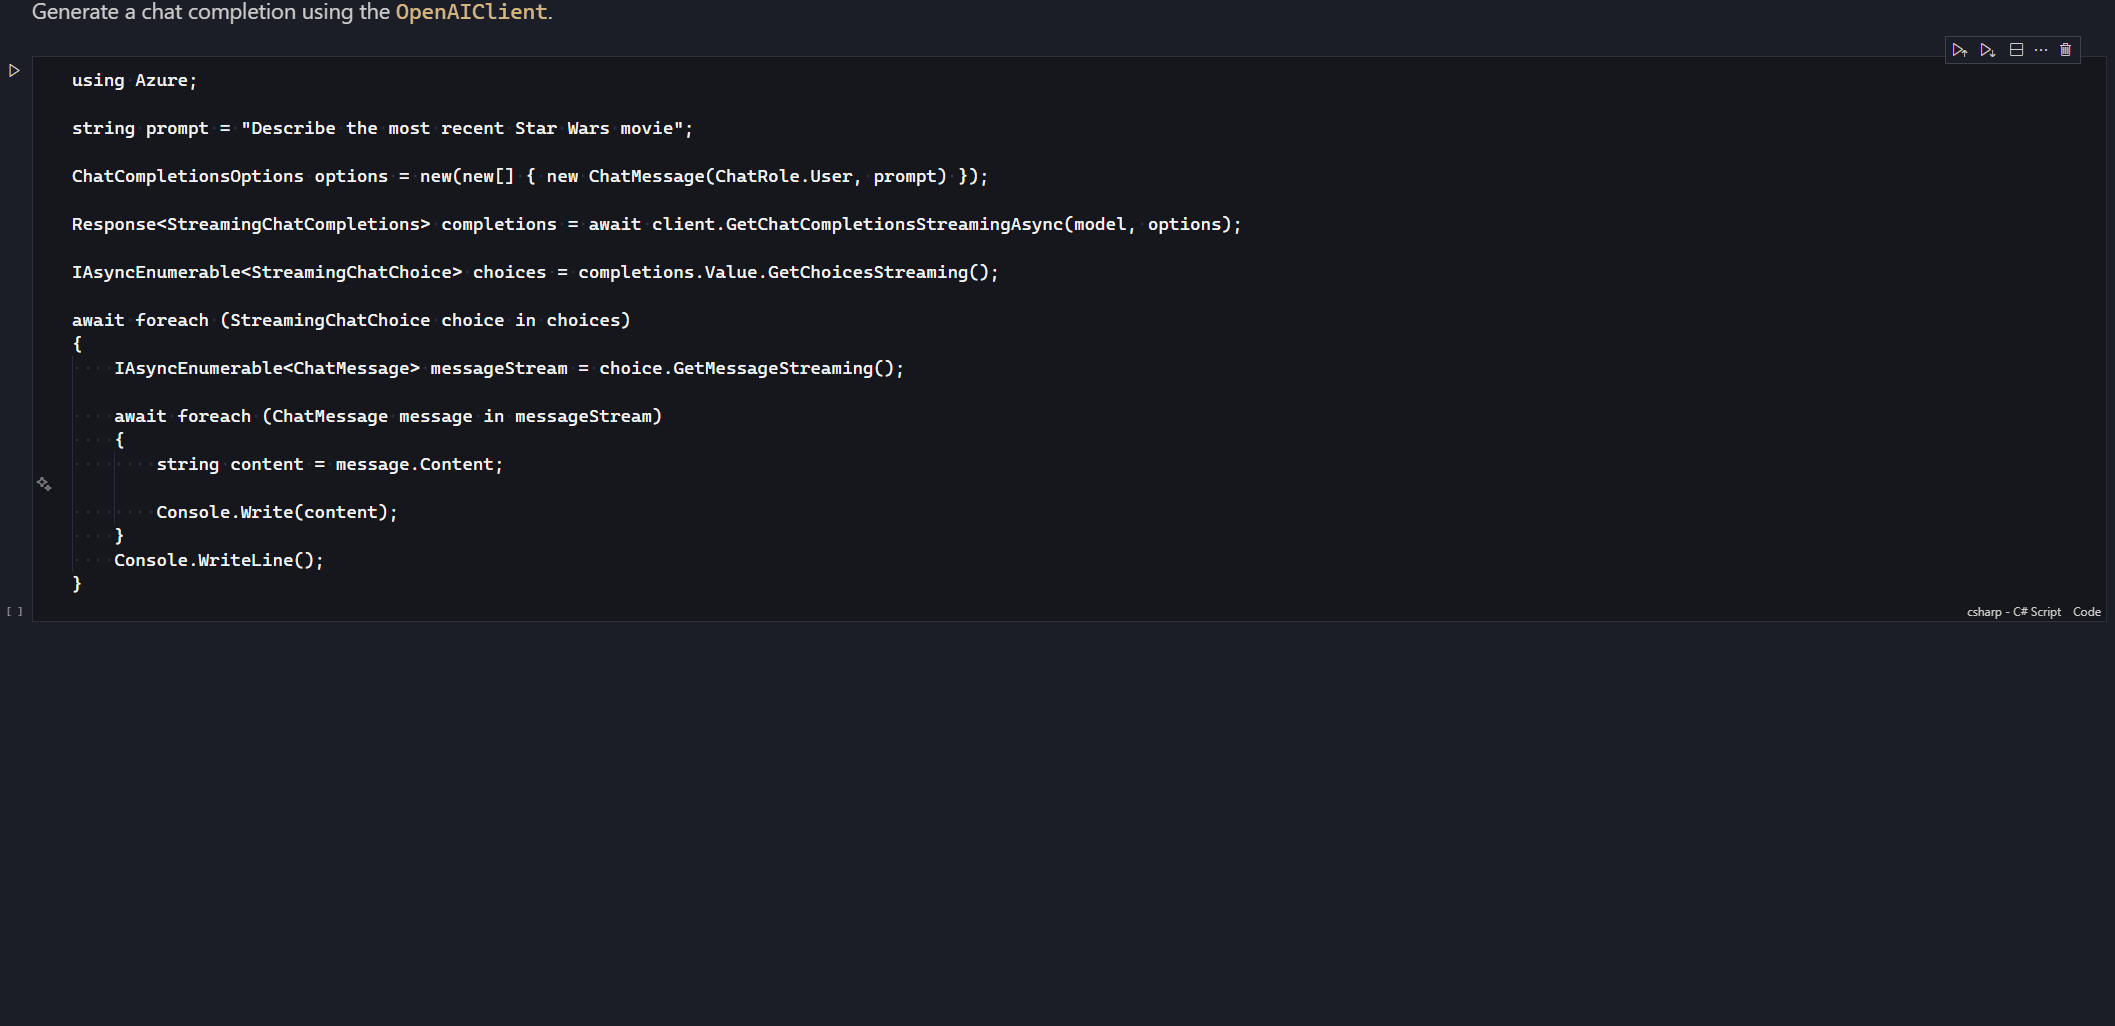 Generate a chat completion using the OpenAIClient.
using Azure;
string prompt = "Describe the most recent Star Wars movie";
ChatCompletionsOptions options = new(new[] { new ChatMessage(ChatRole.User, prompt) });
Response<StreamingChatCompletions> completions = await client.GetChatCompletionsStreamingAsync(model, options);
IAsyncEnumerable<StreamingChatChoice> choices = completions.Value.GetChoicesStreaming();
await foreach (StreamingChatChoice choice in choices)
{
    IAsyncEnumerable<ChatMessage> messageStream = choice.GetMessageStreaming();
    await foreach (ChatMessage message in messageStream)
    {
        string content = message.Content;
        Console.Write(content);
    }
    Console.WriteLine();
}
[ ]
csharp - C# Script Code